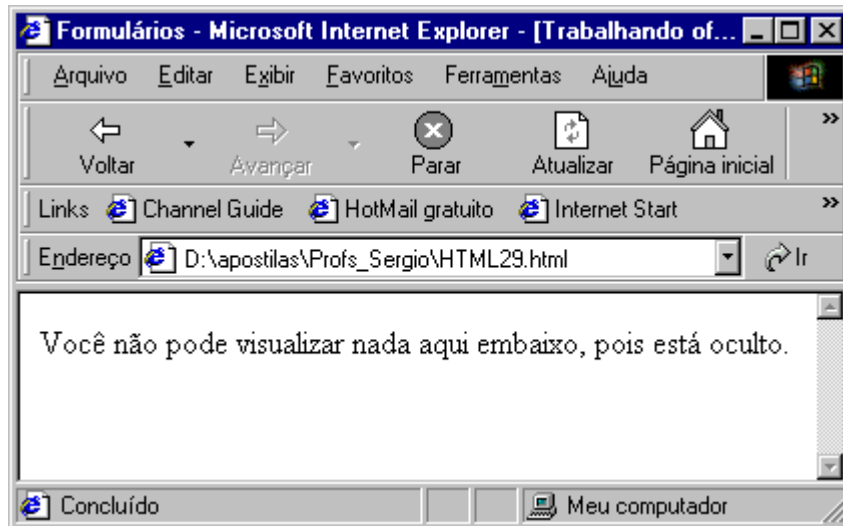 Formulários - Microsoft Internet Explorer - [Trabalhando of...
Arquivo Editar Exibir Favoritos Ferramentas Ajuda
Voltar Avançar Parar Atualizar Página inicial »
Links Channel Guide HotMail gratuito Internet Start »
Endereço D:\apostilas\Profs_Sergio\HTML29.html Ir
Você não pode visualizar nada aqui embaixo, pois está oculto.
Concluído Meu computador